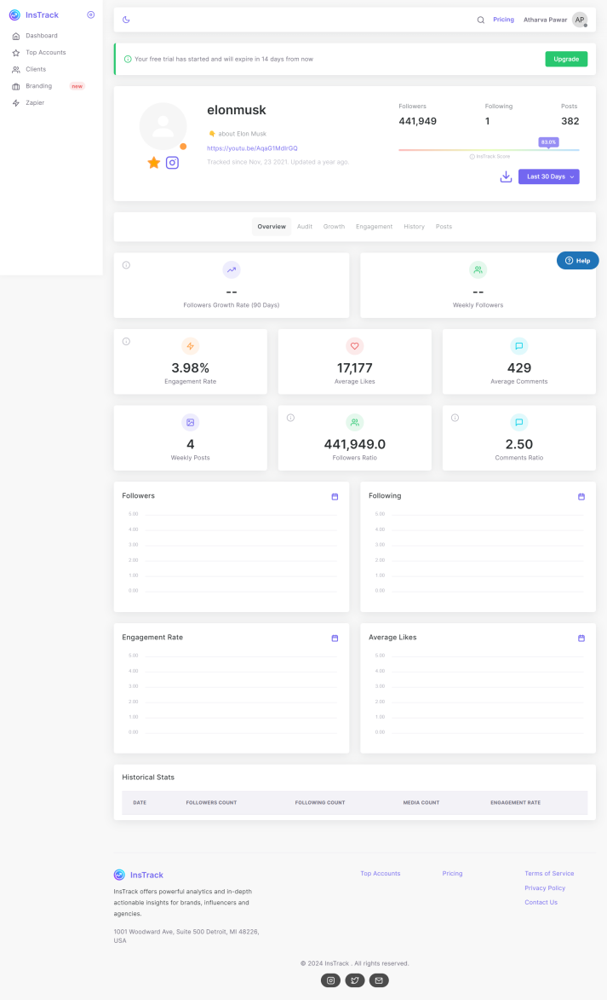 InsTrack
Dashboard
Top Accounts
Clients
Branding new
Zapier
Pricing Atharva Pawar AP
Your free trial has started and will expire in 14 days from now Upgrade
elonmusk
👇 about Elon Musk
https://youtu.be/AqaG1MdIrGQ
Tracked since Nov, 23 2021. Updated a year ago.
Followers Following Posts
441,949 1 382
83.0%
InsTrack Score
Last 30 Days
Overview Audit Growth Engagement History Posts
Help
--
Followers Growth Rate (90 Days)
--
Weekly Followers
3.98%
Engagement Rate
17,177
Average Likes
429
Average Comments
4
Weekly Posts
441,949.0
Followers Ratio
2.50
Comments Ratio
Followers
5.00
4.00
3.00
2.00
1.00
0.00
Following
5.00
4.00
3.00
2.00
1.00
0.00
Engagement Rate
5.00
4.00
3.00
2.00
1.00
0.00
Average Likes
5.00
4.00
3.00
2.00
1.00
0.00
Historical Stats
DATE FOLLOWERS COUNT FOLLOWING COUNT MEDIA COUNT ENGAGEMENT RATE
InsTrack
InsTrack offers powerful analytics and in-depth
actionable insights for brands, influencers and
agencies.
1001 Woodward Ave, Suite 500 Detroit, MI 48226,
USA
Top Accounts
Pricing
Terms of Service
Privacy Policy
Contact Us
© 2024 InsTrack . All rights reserved.